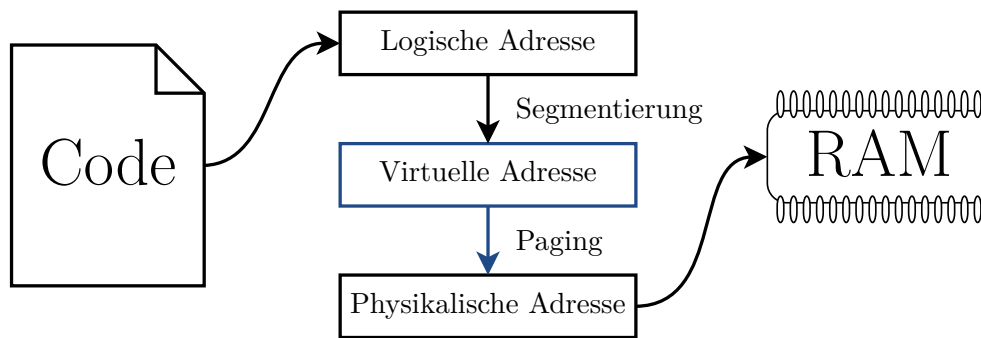 Code
Logische Adresse
Segmentierung
Virtuelle Adresse
Paging
Physikalische Adresse
RAM